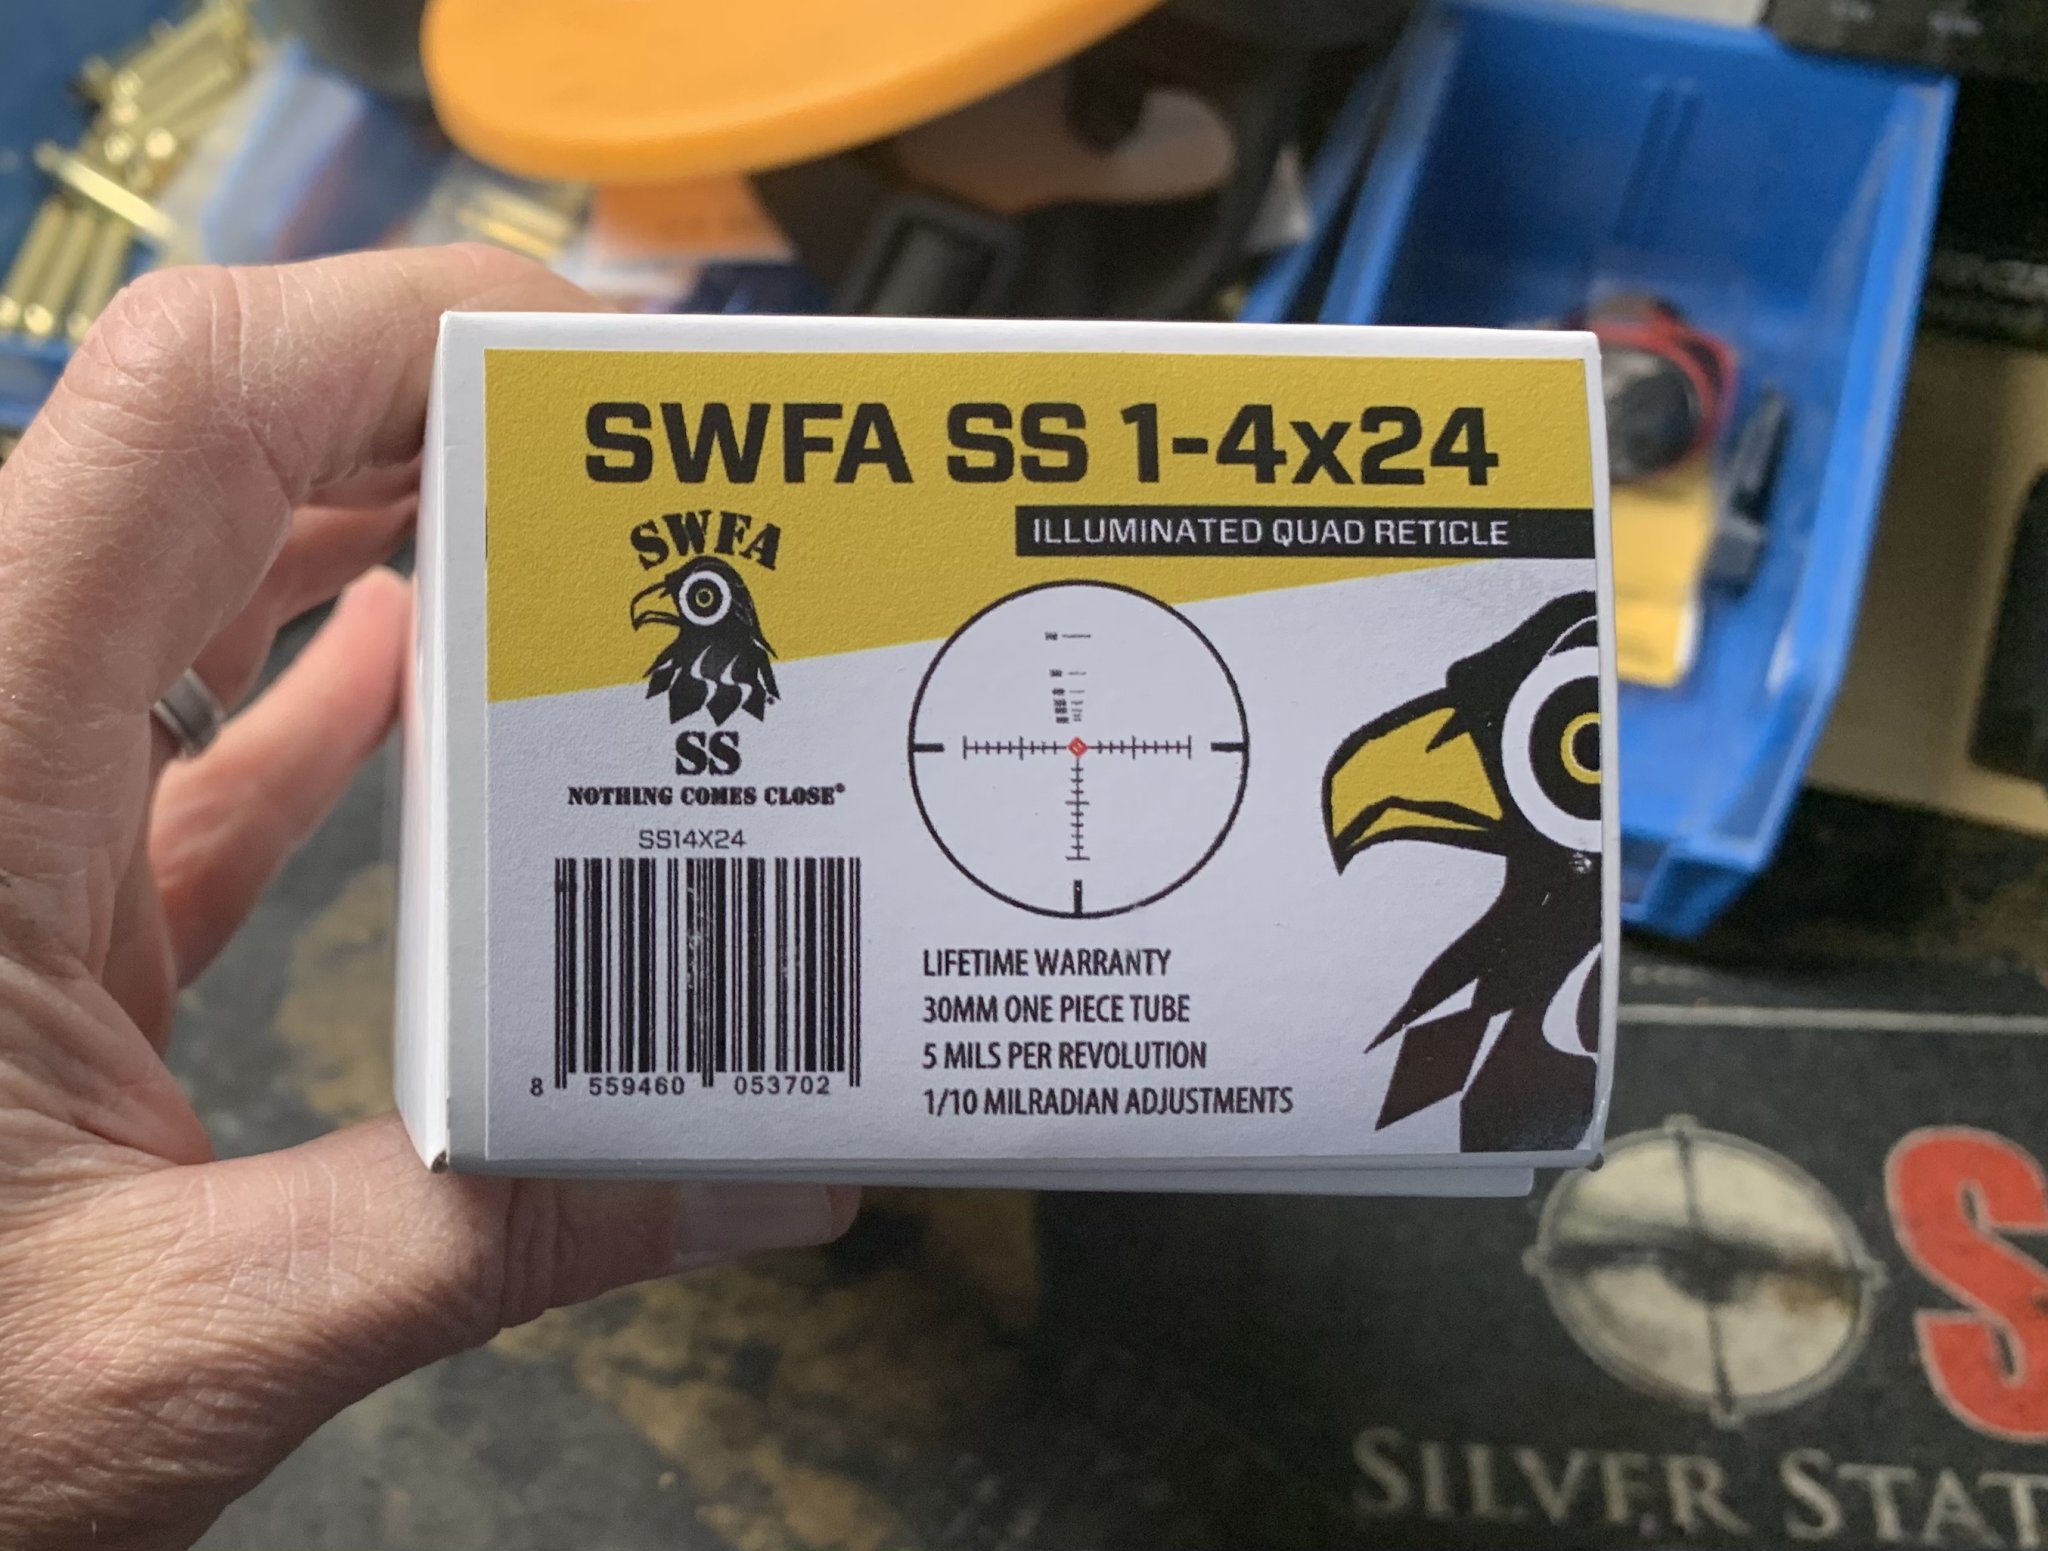 SWFA SS 1-4x24
ILLUMINATED QUAD RETICLE
SWFA
SS
NOTHING COMES CLOSE®
SS14X24
8 559460 053702
LIFETIME WARRANTY
30MM ONE PIECE TUBE
5 MILS PER REVOLUTION
1/10 MILRADIAN ADJUSTMENTS
S
SILVER STAT